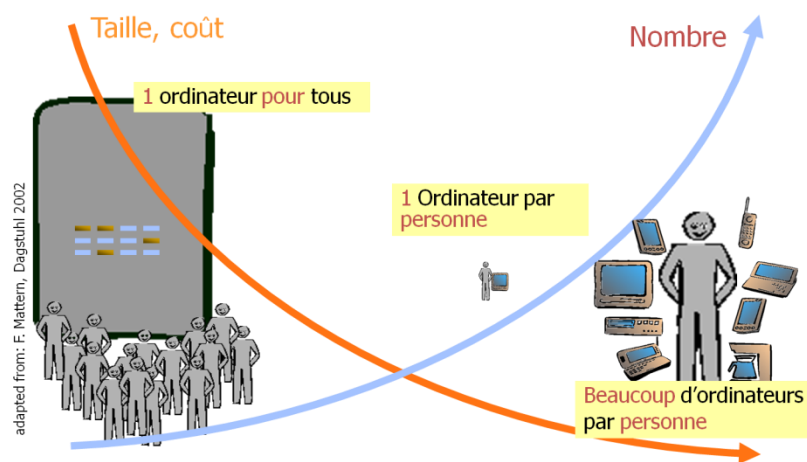 Taille, coût
Nombre
1 ordinateur pour tous
1 Ordinateur par
personne
Beaucoup d'ordinateurs
par personne
adapted from: F. Mattern, Dagstuhl 2002